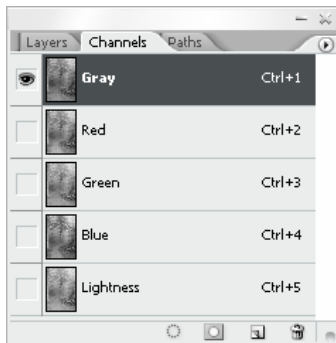 Layers Channels Paths
Gray Ctrl+1
Red Ctrl+2
Green Ctrl+3
Blue Ctrl+4
Lightness Ctrl+5